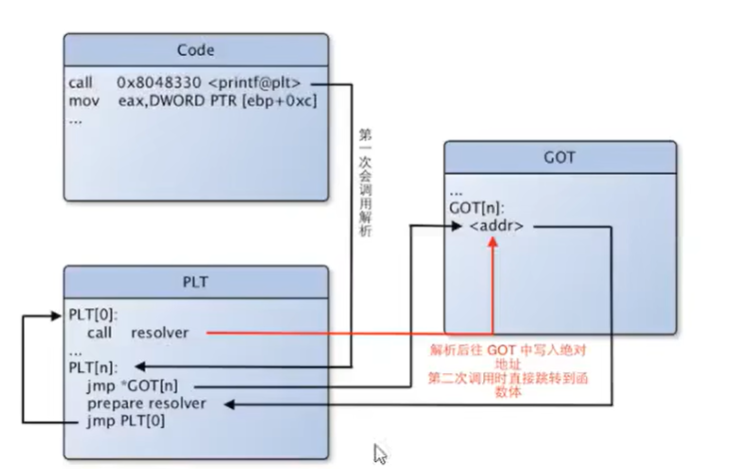 Code
call 0x8048330 <printf@plt>
mov eax,DWORD PTR [ebp+0xc]
...
第一次会调用解析
GOT
...
GOT[n]:
<addr>
PLT
PLT[0]:
call resolver
...
PLT[n]:
jmp *GOT[n]
prepare resolver
jmp PLT[0]
解析后往 GOT 中写入绝对
地址
第二次调用时直接跳转到函
数体